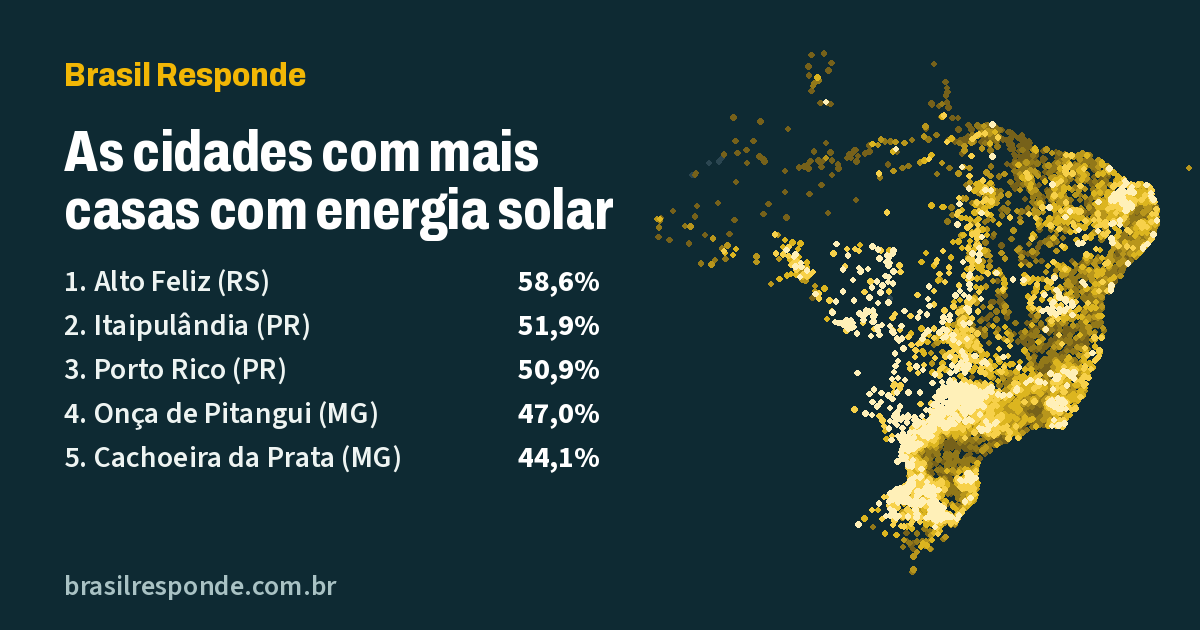 Brasil Responde
As cidades com mais
casas com energia solar
1. Alto Feliz (RS) 58,6%
2. Itaipulândia (PR) 51,9%
3. Porto Rico (PR) 50,9%
4. Onça de Pitangui (MG) 47,0%
5. Cachoeira da Prata (MG) 44,1%
brasilresponde.com.br